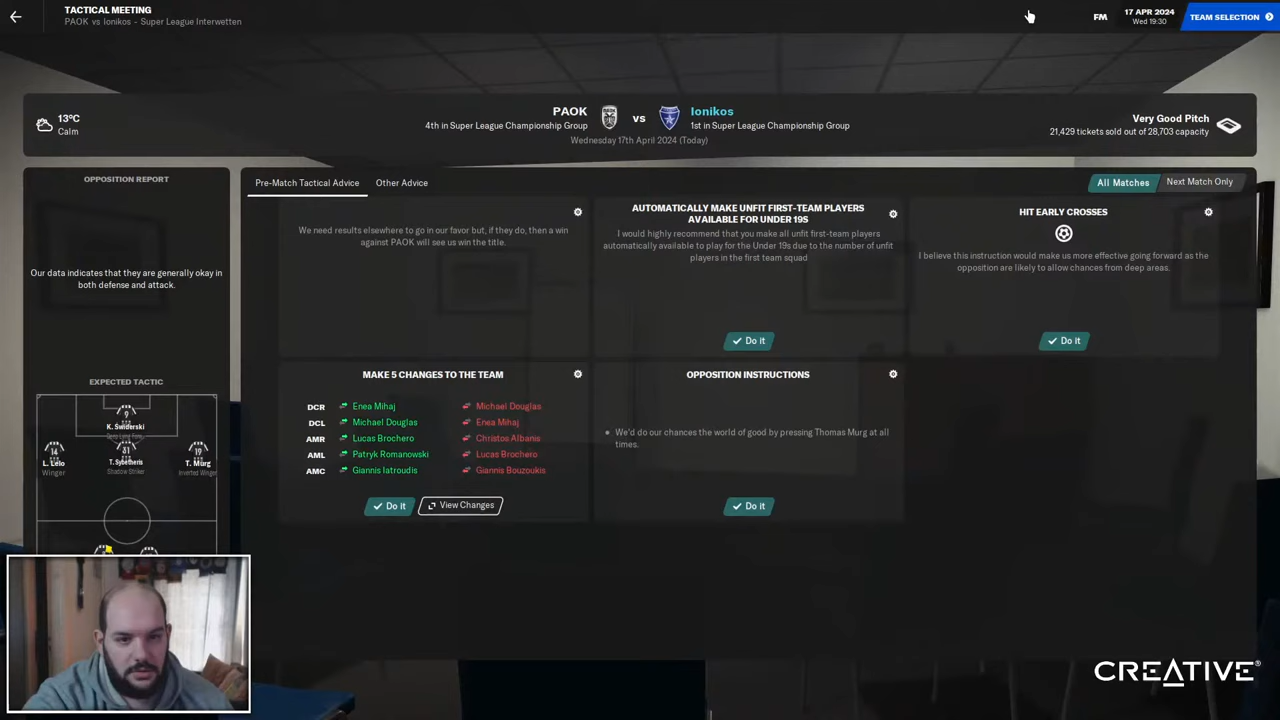 TACTICAL MEETING
PAOK vs Ionikos - Super League Interwetten
FM
17 APR 2024
Wed 19:30
TEAM SELECTION
13°C
Calm
PAOK
4th in Super League Championship Group
vs
Ionikos
1st in Super League Championship Group
Wednesday 17th April 2024 (Today)
Very Good Pitch
21,429 tickets sold out of 28,703 capacity
OPPOSITION REPORT
Our data indicates that they are generally okay in
both defense and attack.
EXPECTED TACTIC
9
K. Swiderski
14
L. Lelo
Winger
31
T. Sybetheris
Shadow Striker
19
T. Murg
Inverted Winger
Pre-Match Tactical Advice
Other Advice
All Matches
Next Match Only
We need results elsewhere to go in our favor but, if they do, then a win
against PAOK will see us win the title.
AUTOMATICALLY MAKE UNFIT FIRST-TEAM PLAYERS
AVAILABLE FOR UNDER 19S
I would highly recommend that you make all unfit first-team players
automatically available to play for the Under 19s due to the number of unfit
players in the first team squad
Do it
HIT EARLY CROSSES
I believe this instruction would make us more effective going forward as the
opposition are likely to allow chances from deep areas.
Do it
MAKE 5 CHANGES TO THE TEAM
DCR Enea Mihaj Michael Douglas
DCL Michael Douglas Enea Mihaj
AMR Lucas Brochero Christos Albanis
AML Patryk Romanowski Lucas Brochero
AMC Giannis Iatroudis Giannis Bouzoukis
Do it
View Changes
OPPOSITION INSTRUCTIONS
We'd do our chances the world of good by pressing Thomas Murg at all
times.
Do it
CREATIVE®